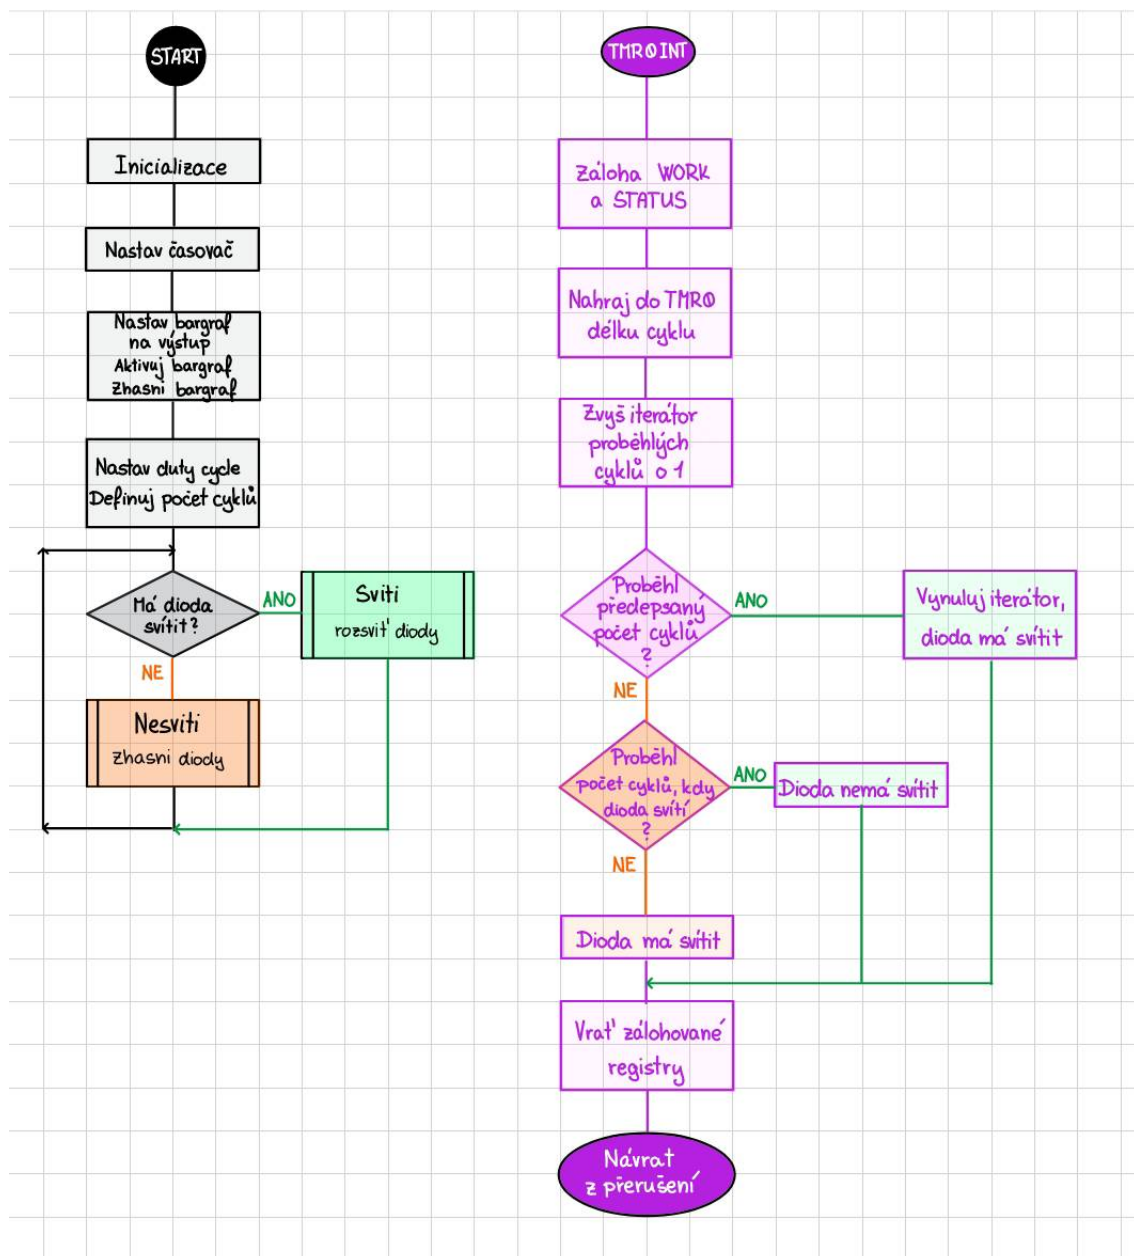 START
Inicializace
Nastav časovač
Nastav bargraf
na výstup
Aktivuj bargraf
Zhasni bargraf
Nastav duty cycle
Definuj počet cyklů
Má dioda
svítit?
ANO
Svití
rozsviť diody
NE
Nesvítí
Zhasni diody
TMR0INT
Záloha WORK
a STATUS
Nahraj do TMR0
délku cyklu
Zvyš iterátor
proběhlých
cyklů o 1
Proběhl
předepsaný
počet cyklů
?
ANO
Vynuluj iterátor,
dioda má svítit
NE
Proběhl
počet cyklů, kdy
dioda svítí
?
ANO
Dioda nemá svítit
NE
Dioda má svítit
Vrať zálohované
registry
Návrat
z přerušení